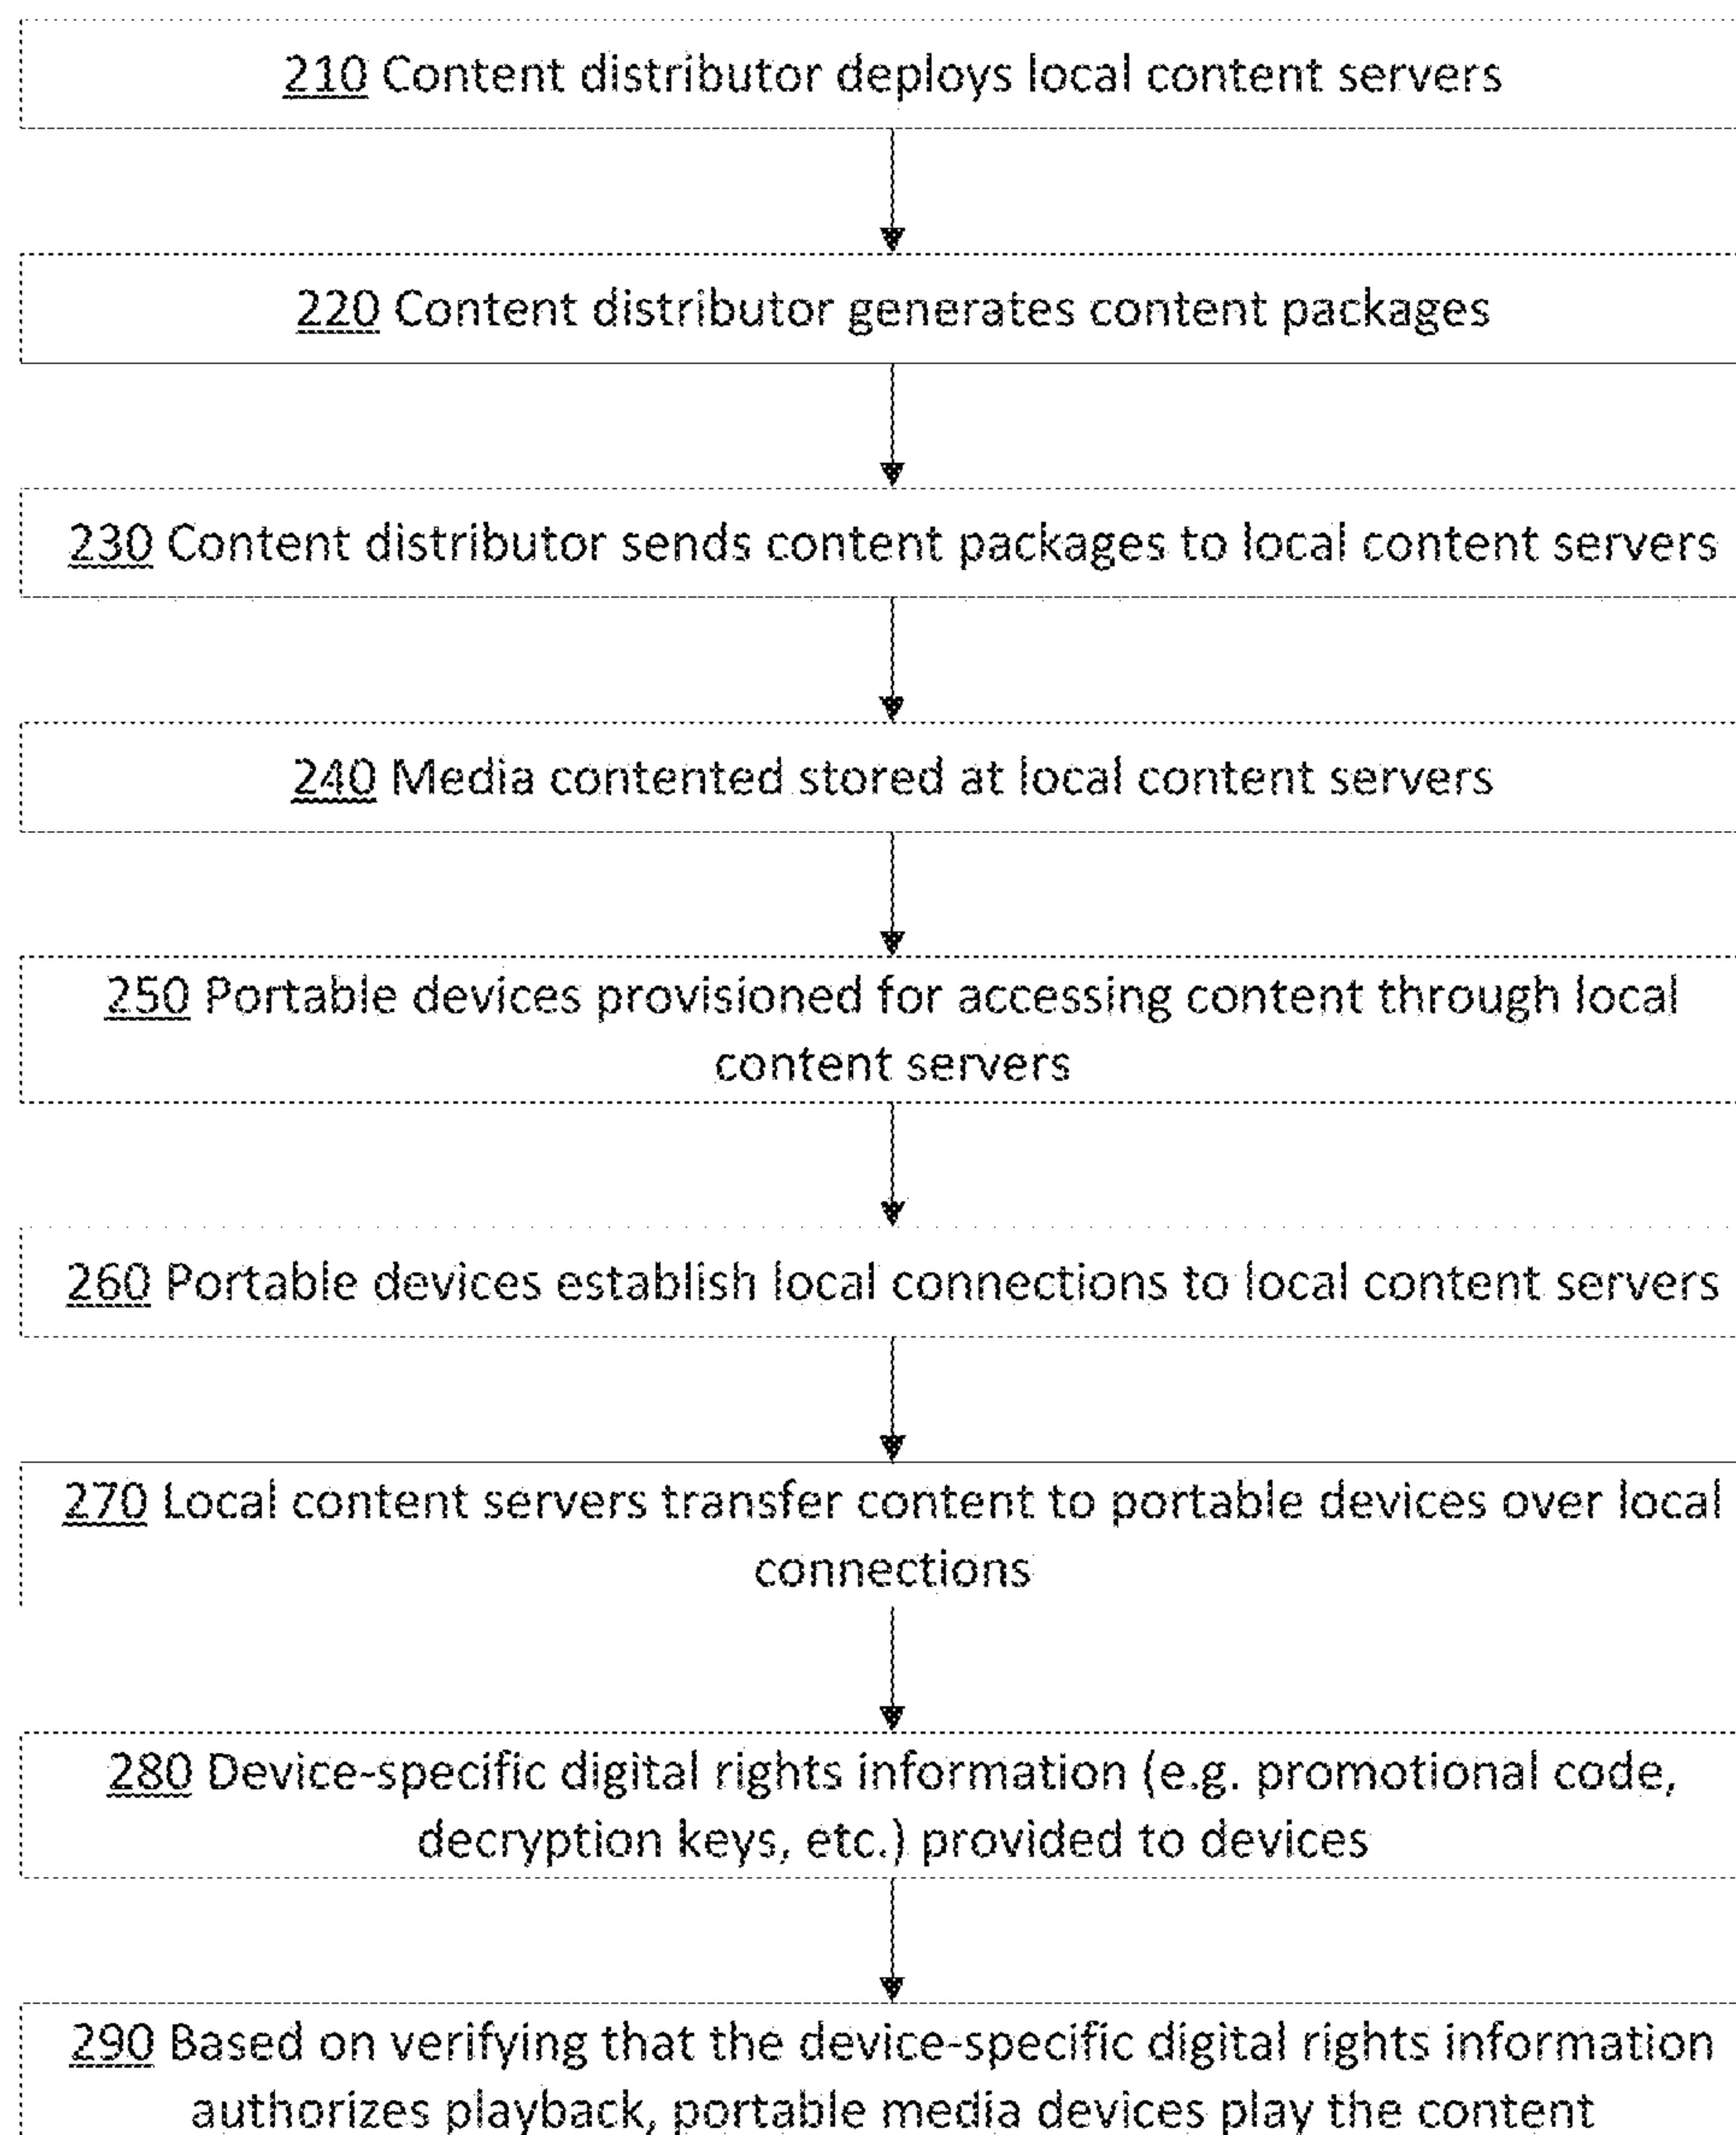 210 Content distributor deploys local content servers
220 Content distributor generates content packages
230 Content distributor sends content packages to local content servers
240 Media contented stored at local content servers
250 Portable devices provisioned for accessing content through local
content servers
260 Portable devices establish local connections to local content servers
270 Local content servers transfer content to portable devices over local
connections
280 Device-specific digital rights information (e.g. promotional code,
decryption keys, etc.) provided to devices
290 Based on verifying that the device-specific digital rights information
authorizes playback, portable media devices play the content